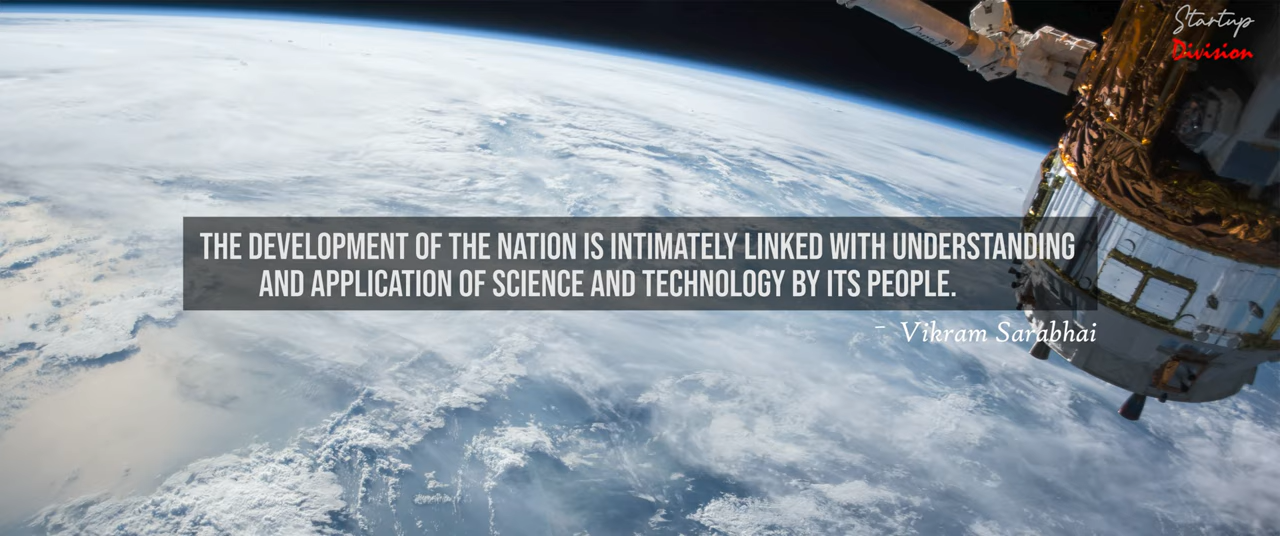 Startup
Division
THE DEVELOPMENT OF THE NATION IS INTIMATELY LINKED WITH UNDERSTANDING
AND APPLICATION OF SCIENCE AND TECHNOLOGY BY ITS PEOPLE.
- Vikram Sarabhai